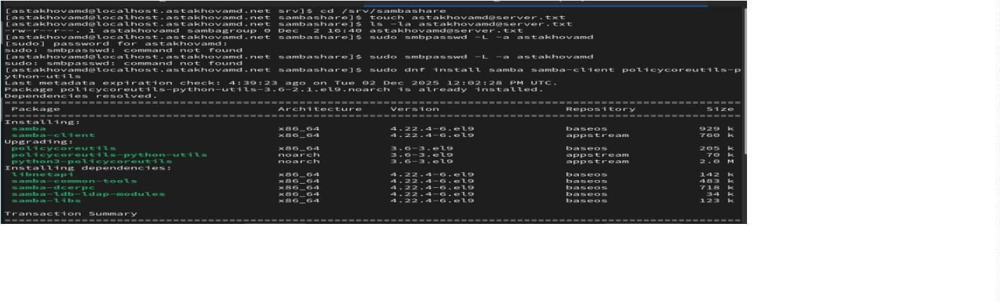 [astakhovamd@localhost.astakhovamd.net srv]$ cd /srv/sambashare
[astakhovamd@localhost.astakhovamd.net sambashare]$ touch astakhovamd@server.txt
[astakhovamd@localhost.astakhovamd.net sambashare]$ ls -la astakhovamd@server.txt
-rw-r--r--. 1 astakhovamd sambagroup 0 Dec  2 16:40 astakhovamd@server.txt
[astakhovamd@localhost.astakhovamd.net sambashare]$ sudo smbpasswd -L -a astakhovamd
[sudo] password for astakhovamd:
sudo: smbpasswd: command not found
[astakhovamd@localhost.astakhovamd.net sambashare]$ sudo smbpasswd -L -a astakhovamd
sudo: smbpasswd: command not found
[astakhovamd@localhost.astakhovamd.net sambashare]$ sudo dnf install samba samba-client policycoreutils-p
ython-utils
Last metadata expiration check: 4:39:23 ago on Tue 02 Dec 2025 12:02:28 PM UTC.
Package policycoreutils-python-utils-3.6-2.1.el9.noarch is already installed.
Dependencies resolved.
Package Architecture Version Repository Size
Installing:
samba x86_64 4.22.4-6.el9 baseos 929 k
samba-client x86_64 4.22.4-6.el9 appstream 760 k
Upgrading:
policycoreutils x86_64 3.6-3.el9 baseos 205 k
policycoreutils-python-utils noarch 3.6-3.el9 appstream 70 k
python3-policycoreutils noarch 3.6-3.el9 appstream 2.0 M
Installing dependencies:
libnetapi x86_64 4.22.4-6.el9 baseos 142 k
samba-common-tools x86_64 4.22.4-6.el9 baseos 483 k
samba-dcerpc x86_64 4.22.4-6.el9 baseos 718 k
samba-ldb-ldap-modules x86_64 4.22.4-6.el9 baseos 34 k
samba-libs x86_64 4.22.4-6.el9 baseos 123 k
Transaction Summary